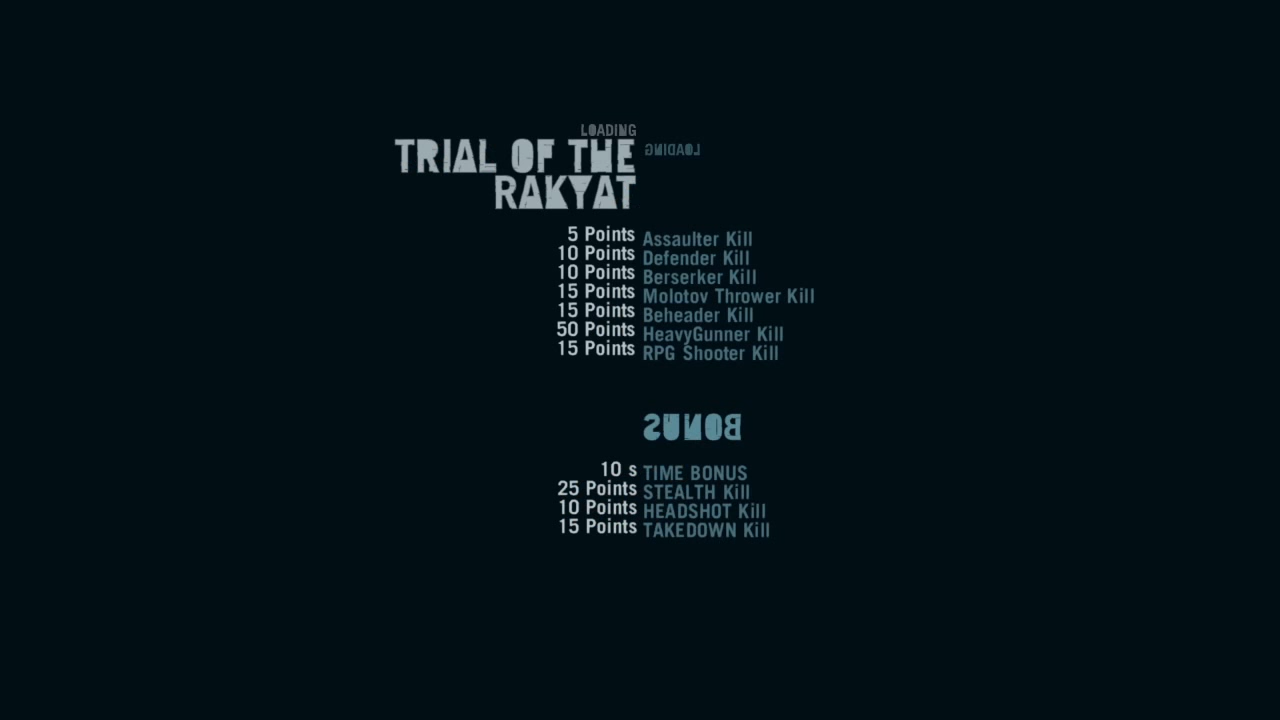 LOADING
TRIAL OF THE
LOADING
RAKYAT
5 Points Assaulter Kill
10 Points Defender Kill
10 Points Berserker Kill
15 Points Molotov Thrower Kill
15 Points Beheader Kill
50 Points HeavyGunner Kill
15 Points RPG Shooter Kill
BONUS
10 s TIME BONUS
25 Points STEALTH Kill
10 Points HEADSHOT Kill
15 Points TAKEDOWN Kill